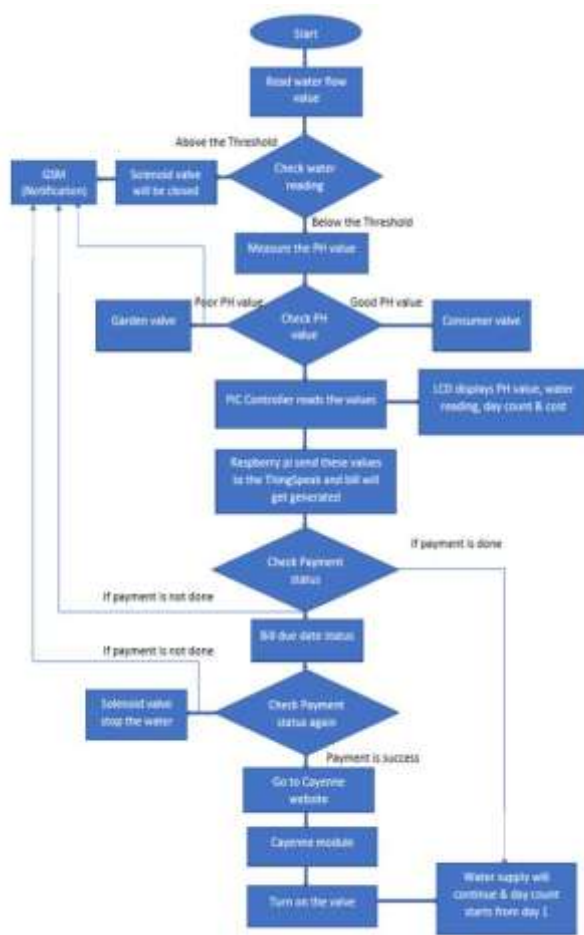 Start
Read water flow
value
Above the Threshold
Check water
reading
Solenoid valve
will be closed
GSM
(Notification)
Below the Threshold
Measure the PH value
Poor PH value
Good PH value
Garden valve
Check PH
value
Consumer valve
PIC Controller reads the values
LCD displays PH value, water
reading, day count & cost
Raspberry pi send these values
to the ThingSpeak and bill will
get generated
If payment is done
Check Payment
status
If payment is not done
Bill due date status
If payment is not done
Solenoid valve
stop the water
Check Payment
status again
Payment is success
Go to Cayenne
website
Cayenne module
Turn on the valve
Water supply will
continue & day count
starts from day 1